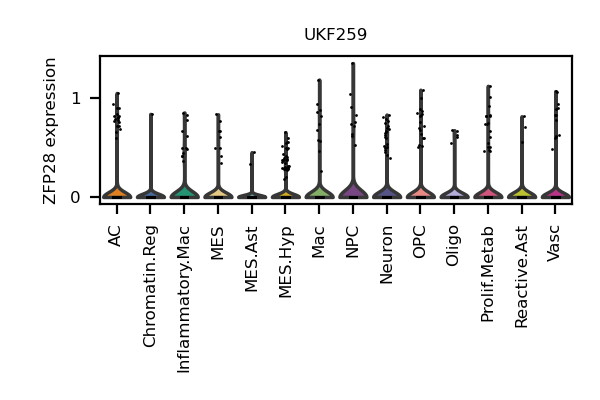 UKF259
ZFP28 expression
1
0
AC
Chromatin.Reg
Inflammatory.Mac
MES
MES.Ast
MES.Hyp
Mac
NPC
Neuron
OPC
Oligo
Prolif.Metab
Reactive.Ast
Vasc